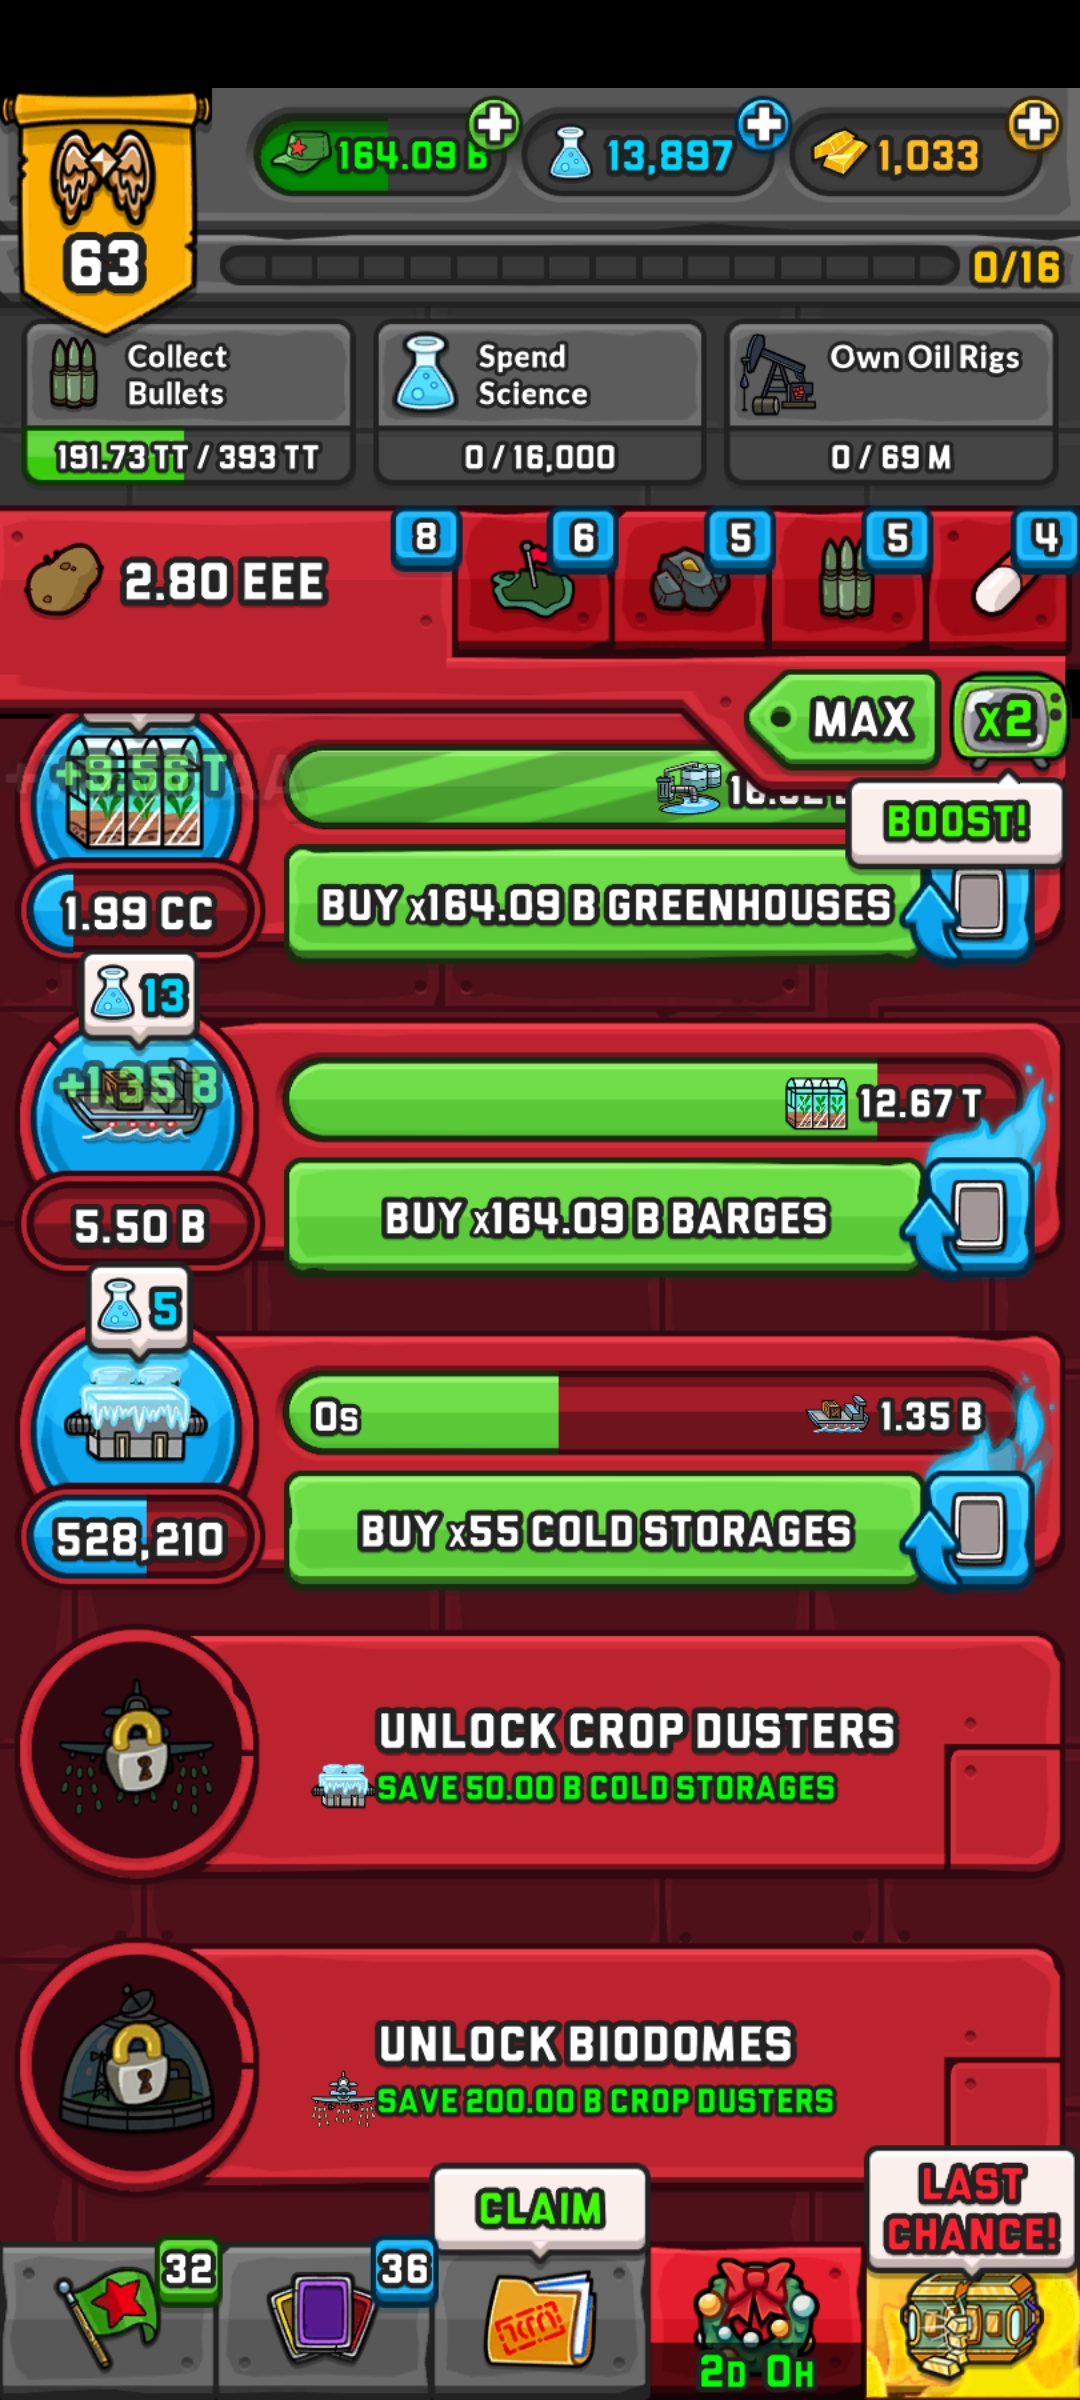 164.09 B
13,897
1,033
63
0/16
Collect
Bullets
191.73 TT / 393 TT
Spend
Science
0 / 16,000
Own Oil Rigs
0 / 69 M
2.80 EEE
8
6
5
5
4
MAX
x2
BOOST!
+9.56 T
1.99 CC
BUY x164.09 B GREENHOUSES
13
+1.35 B
12.67 T
5.50 B
BUY x164.09 B BARGES
5
0s
1.35 B
528,210
BUY x55 COLD STORAGES
UNLOCK CROP DUSTERS
SAVE 50.00 B COLD STORAGES
UNLOCK BIODOMES
SAVE 200.00 B CROP DUSTERS
CLAIM
LAST
CHANCE!
32
36
2D 0H